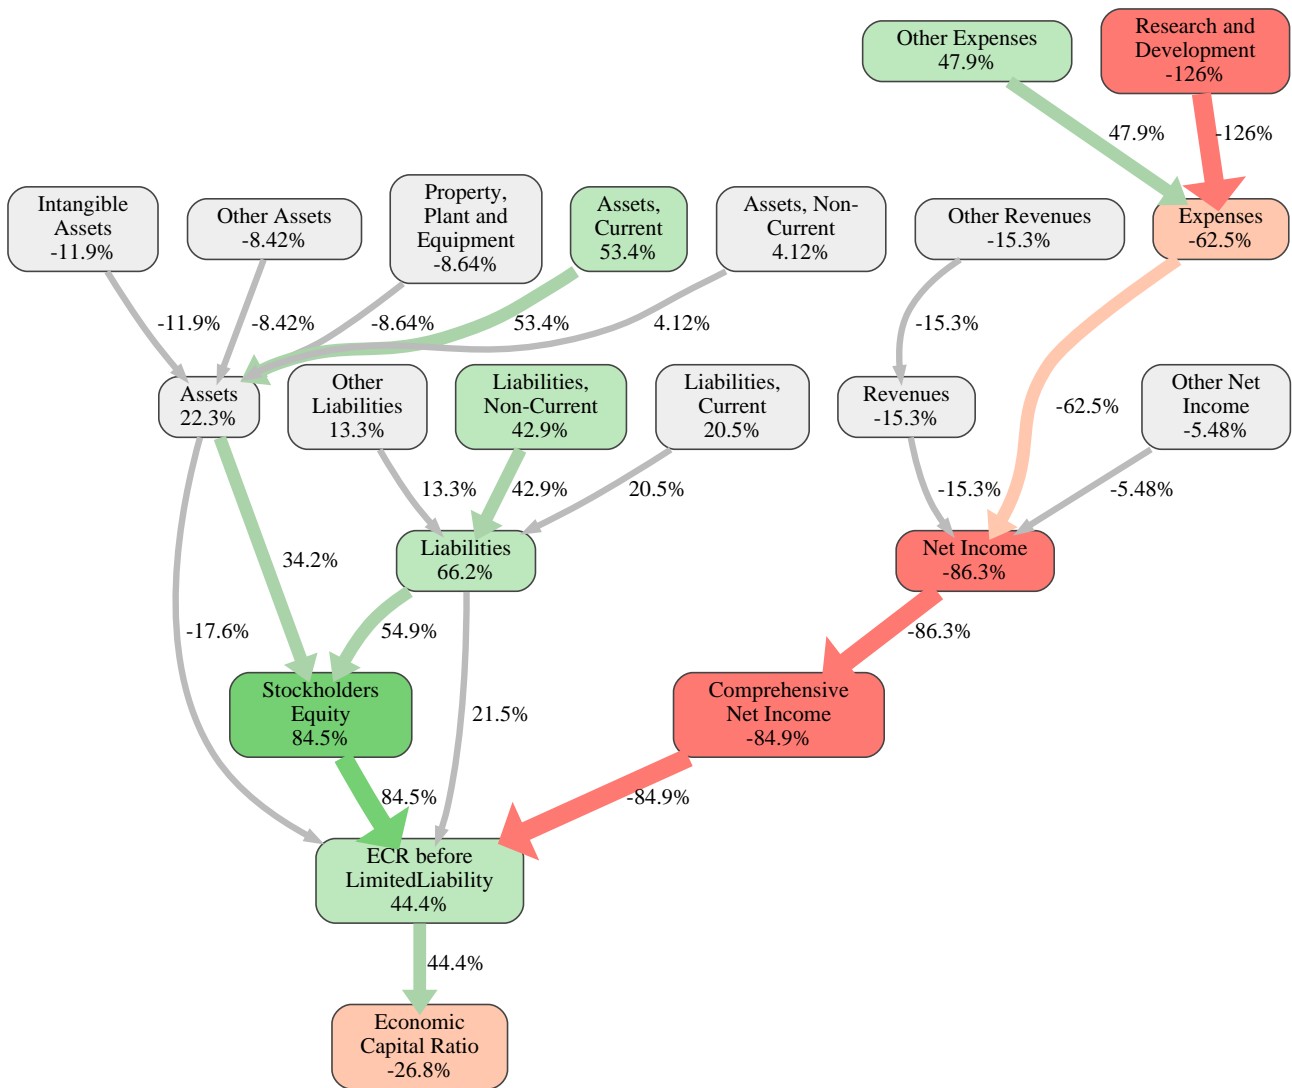 Other Expenses
47.9%
Research and
Development
-126%
47.9%
-126%
Intangible
Assets
-11.9%
Other Assets
-8.42%
Property,
Plant and
Equipment
-8.64%
Assets,
Current
53.4%
Assets, Non-
Current
4.12%
Other Revenues
-15.3%
Expenses
-62.5%
-11.9%
-8.42%
-8.64%
53.4%
4.12%
-15.3%
-62.5%
Assets
22.3%
Other
Liabilities
13.3%
Liabilities,
Non-Current
42.9%
Liabilities,
Current
20.5%
Revenues
-15.3%
Other Net
Income
-5.48%
13.3%
42.9%
20.5%
-15.3%
-5.48%
34.2%
Liabilities
66.2%
Net Income
-86.3%
-17.6%
54.9%
21.5%
-86.3%
Stockholders
Equity
84.5%
Comprehensive
Net Income
-84.9%
84.5%
-84.9%
ECR before
LimitedLiability
44.4%
44.4%
Economic
Capital Ratio
-26.8%